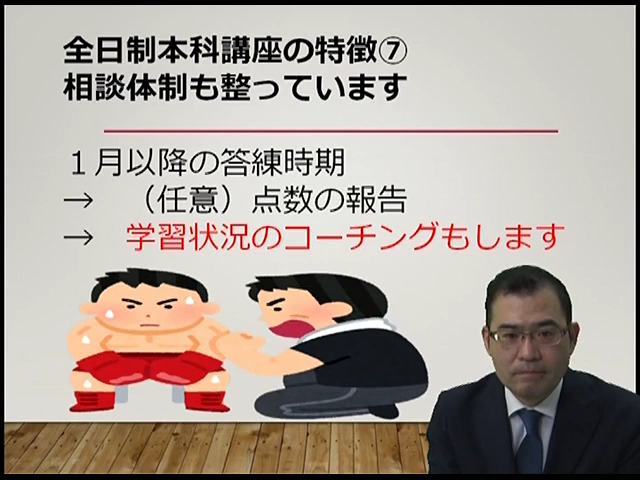 全日制本科講座の特徴⑦
相談体制も整っています
１月以降の答練時期
→　（任意）点数の報告
→　学習状況のコーチングもします